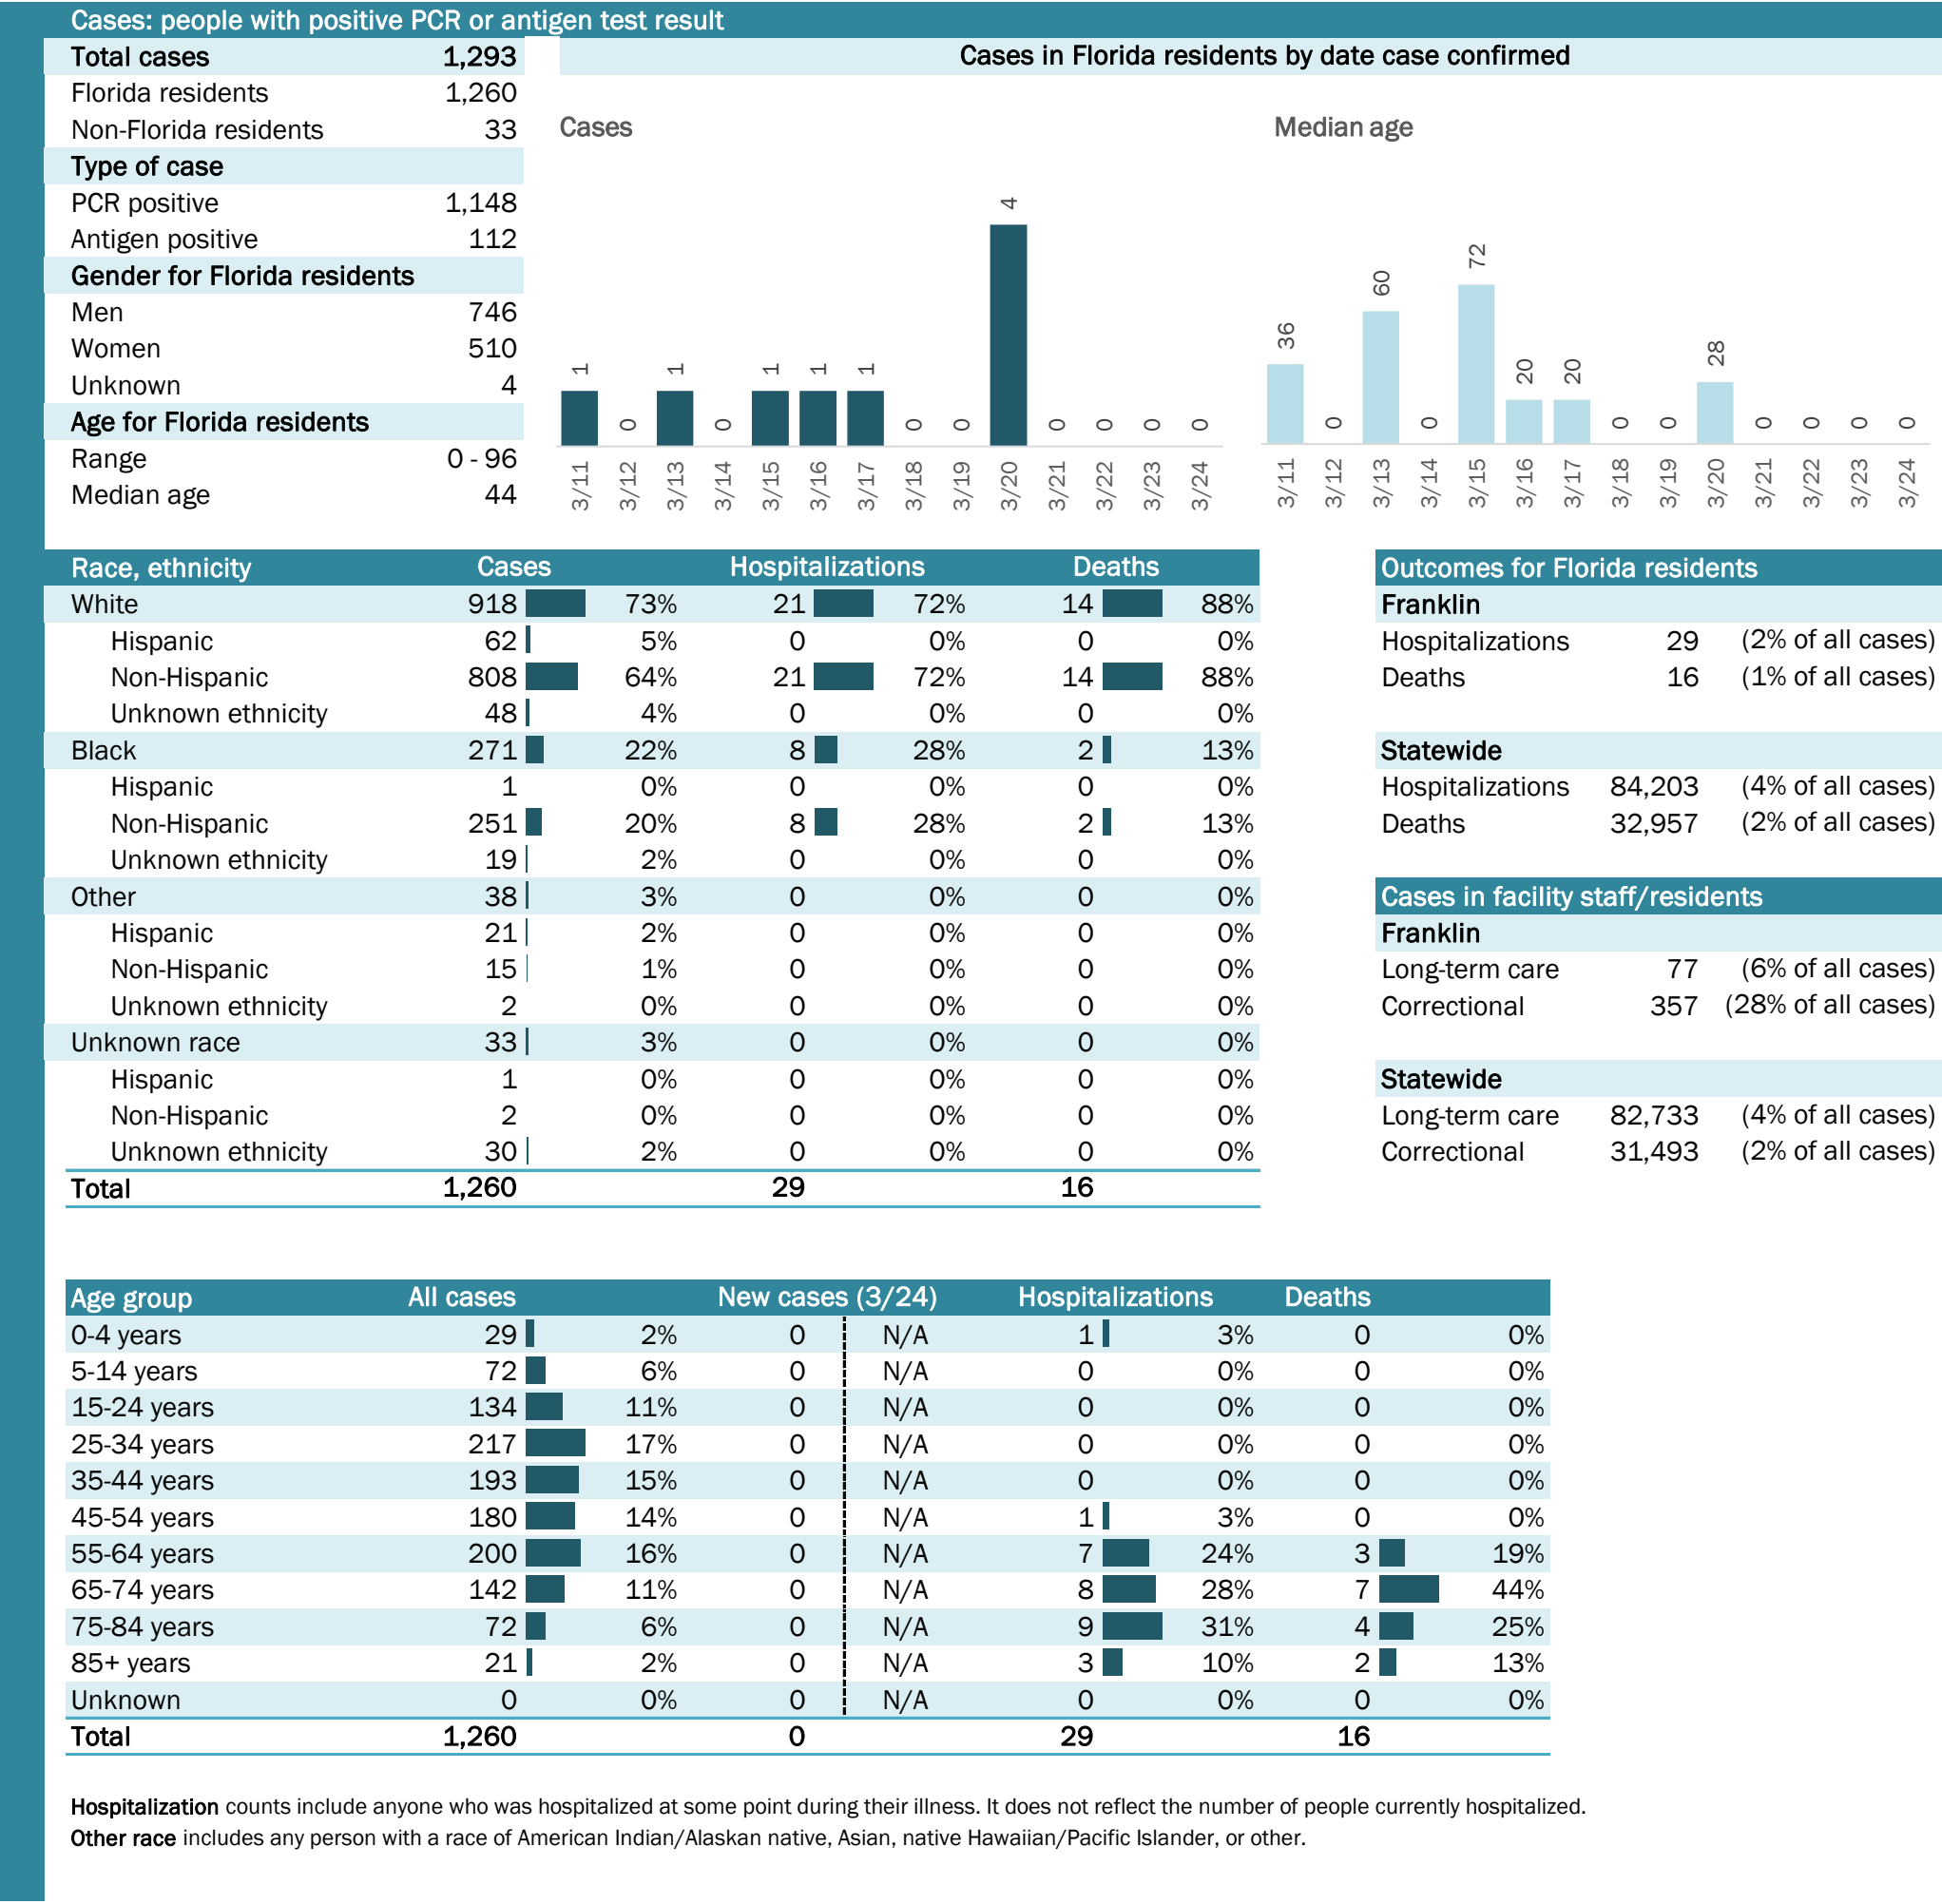 Cases: people with positive PCR or antigen test result
Total cases 1,293
Florida residents 1,260
Non-Florida residents 33
Type of case
PCR positive 1,148
Antigen positive 112
Gender for Florida residents
Men 746
Women 510
Unknown 4
Age for Florida residents
Range 0 - 96
Median age 44
Cases in Florida residents by date case confirmed
Cases
1 0 1 0 1 1 1 0 0 4 0 0 0 0
3/11 3/12 3/13 3/14 3/15 3/16 3/17 3/18 3/19 3/20 3/21 3/22 3/23 3/24
Median age
36 0 60 0 72 20 20 0 0 28 0 0 0 0
3/11 3/12 3/13 3/14 3/15 3/16 3/17 3/18 3/19 3/20 3/21 3/22 3/23 3/24
Race, ethnicity Cases Hospitalizations Deaths
White 918 73% 21 72% 14 88%
Hispanic 62 5% 0 0% 0 0%
Non-Hispanic 808 64% 21 72% 14 88%
Unknown ethnicity 48 4% 0 0% 0 0%
Black 271 22% 8 28% 2 13%
Hispanic 1 0% 0 0% 0 0%
Non-Hispanic 251 20% 8 28% 2 13%
Unknown ethnicity 19 2% 0 0% 0 0%
Other 38 3% 0 0% 0 0%
Hispanic 21 2% 0 0% 0 0%
Non-Hispanic 15 1% 0 0% 0 0%
Unknown ethnicity 2 0% 0 0% 0 0%
Unknown race 33 3% 0 0% 0 0%
Hispanic 1 0% 0 0% 0 0%
Non-Hispanic 2 0% 0 0% 0 0%
Unknown ethnicity 30 2% 0 0% 0 0%
Total 1,260 29 16
Outcomes for Florida residents
Franklin
Hospitalizations 29 (2% of all cases)
Deaths 16 (1% of all cases)
Statewide
Hospitalizations 84,203 (4% of all cases)
Deaths 32,957 (2% of all cases)
Cases in facility staff/residents
Franklin
Long-term care 77 (6% of all cases)
Correctional 357 (28% of all cases)
Statewide
Long-term care 82,733 (4% of all cases)
Correctional 31,493 (2% of all cases)
Age group All cases New cases (3/24) Hospitalizations Deaths
0-4 years 29 2% 0 N/A 1 3% 0 0%
5-14 years 72 6% 0 N/A 0 0% 0 0%
15-24 years 134 11% 0 N/A 0 0% 0 0%
25-34 years 217 17% 0 N/A 0 0% 0 0%
35-44 years 193 15% 0 N/A 0 0% 0 0%
45-54 years 180 14% 0 N/A 1 3% 0 0%
55-64 years 200 16% 0 N/A 7 24% 3 19%
65-74 years 142 11% 0 N/A 8 28% 7 44%
75-84 years 72 6% 0 N/A 9 31% 4 25%
85+ years 21 2% 0 N/A 3 10% 2 13%
Unknown 0 0% 0 N/A 0 0% 0 0%
Total 1,260 0 29 16
Hospitalization counts include anyone who was hospitalized at some point during their illness. It does not reflect the number of people currently hospitalized.
Other race includes any person with a race of American Indian/Alaskan native, Asian, native Hawaiian/Pacific Islander, or other.